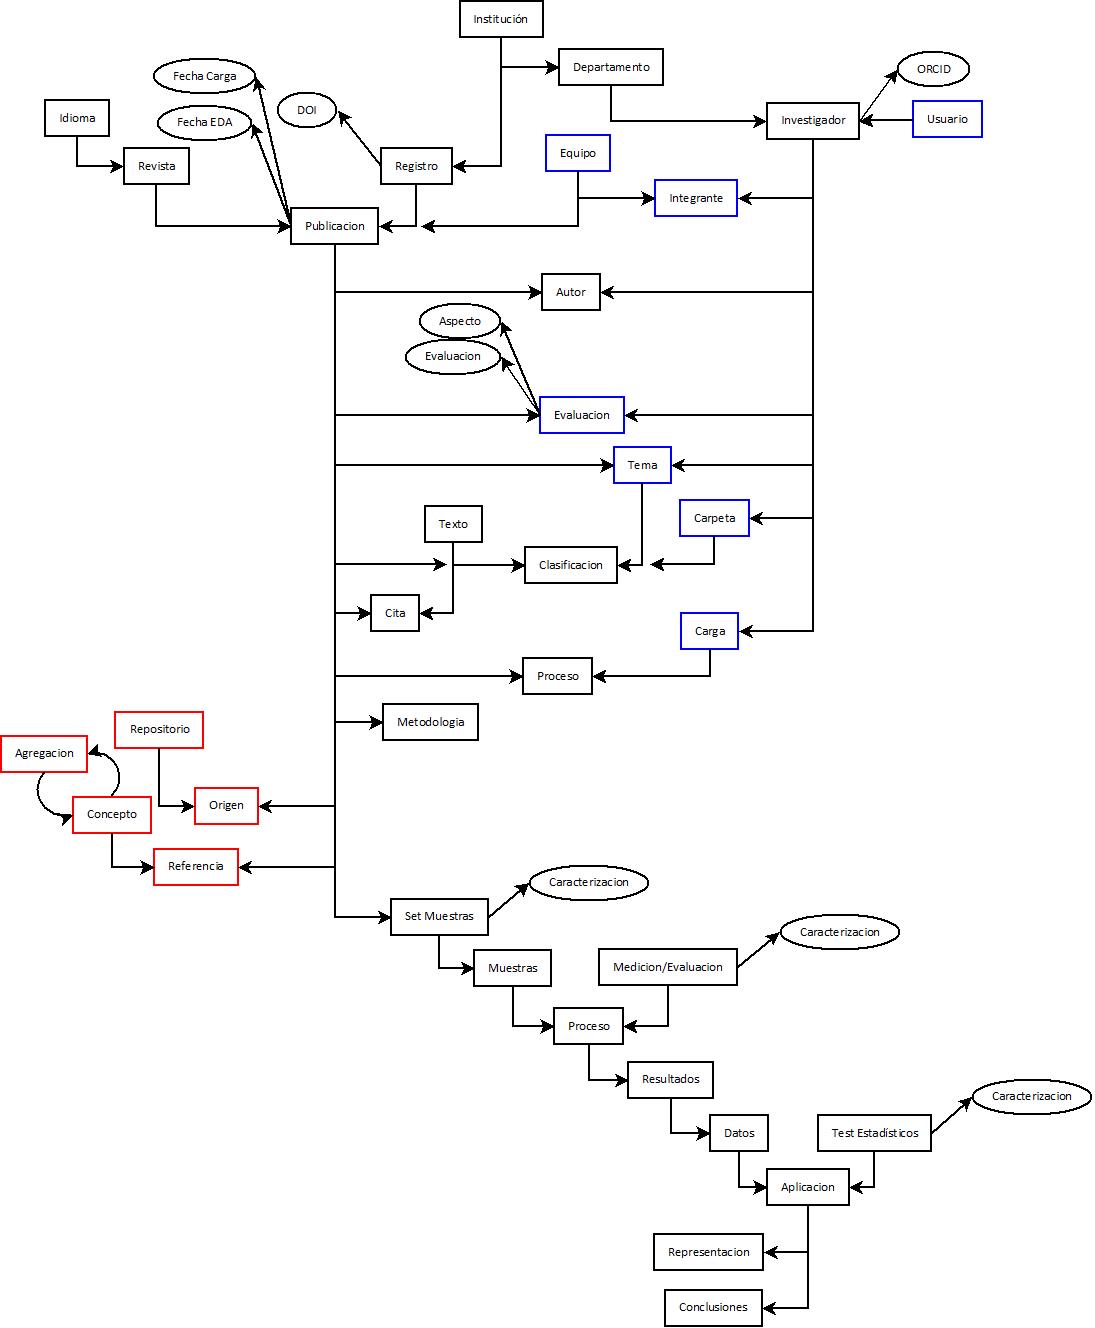 Institución
Departamento
Fecha Carga
ORCID
DOI
Idioma
Fecha EDA
Investigador
Usuario
Equipo
Revista
Registro
Integrante
Publicacion
Autor
Aspecto
Evaluacion
Evaluacion
Tema
Carpeta
Texto
Clasificacion
Cita
Carga
Proceso
Metodologia
Repositorio
Agregacion
Origen
Concepto
Referencia
Caracterizacion
Set Muestras
Caracterizacion
Muestras
Medicion/Evaluacion
Proceso
Resultados
Caracterizacion
Datos
Test Estadísticos
Aplicacion
Representacion
Conclusiones